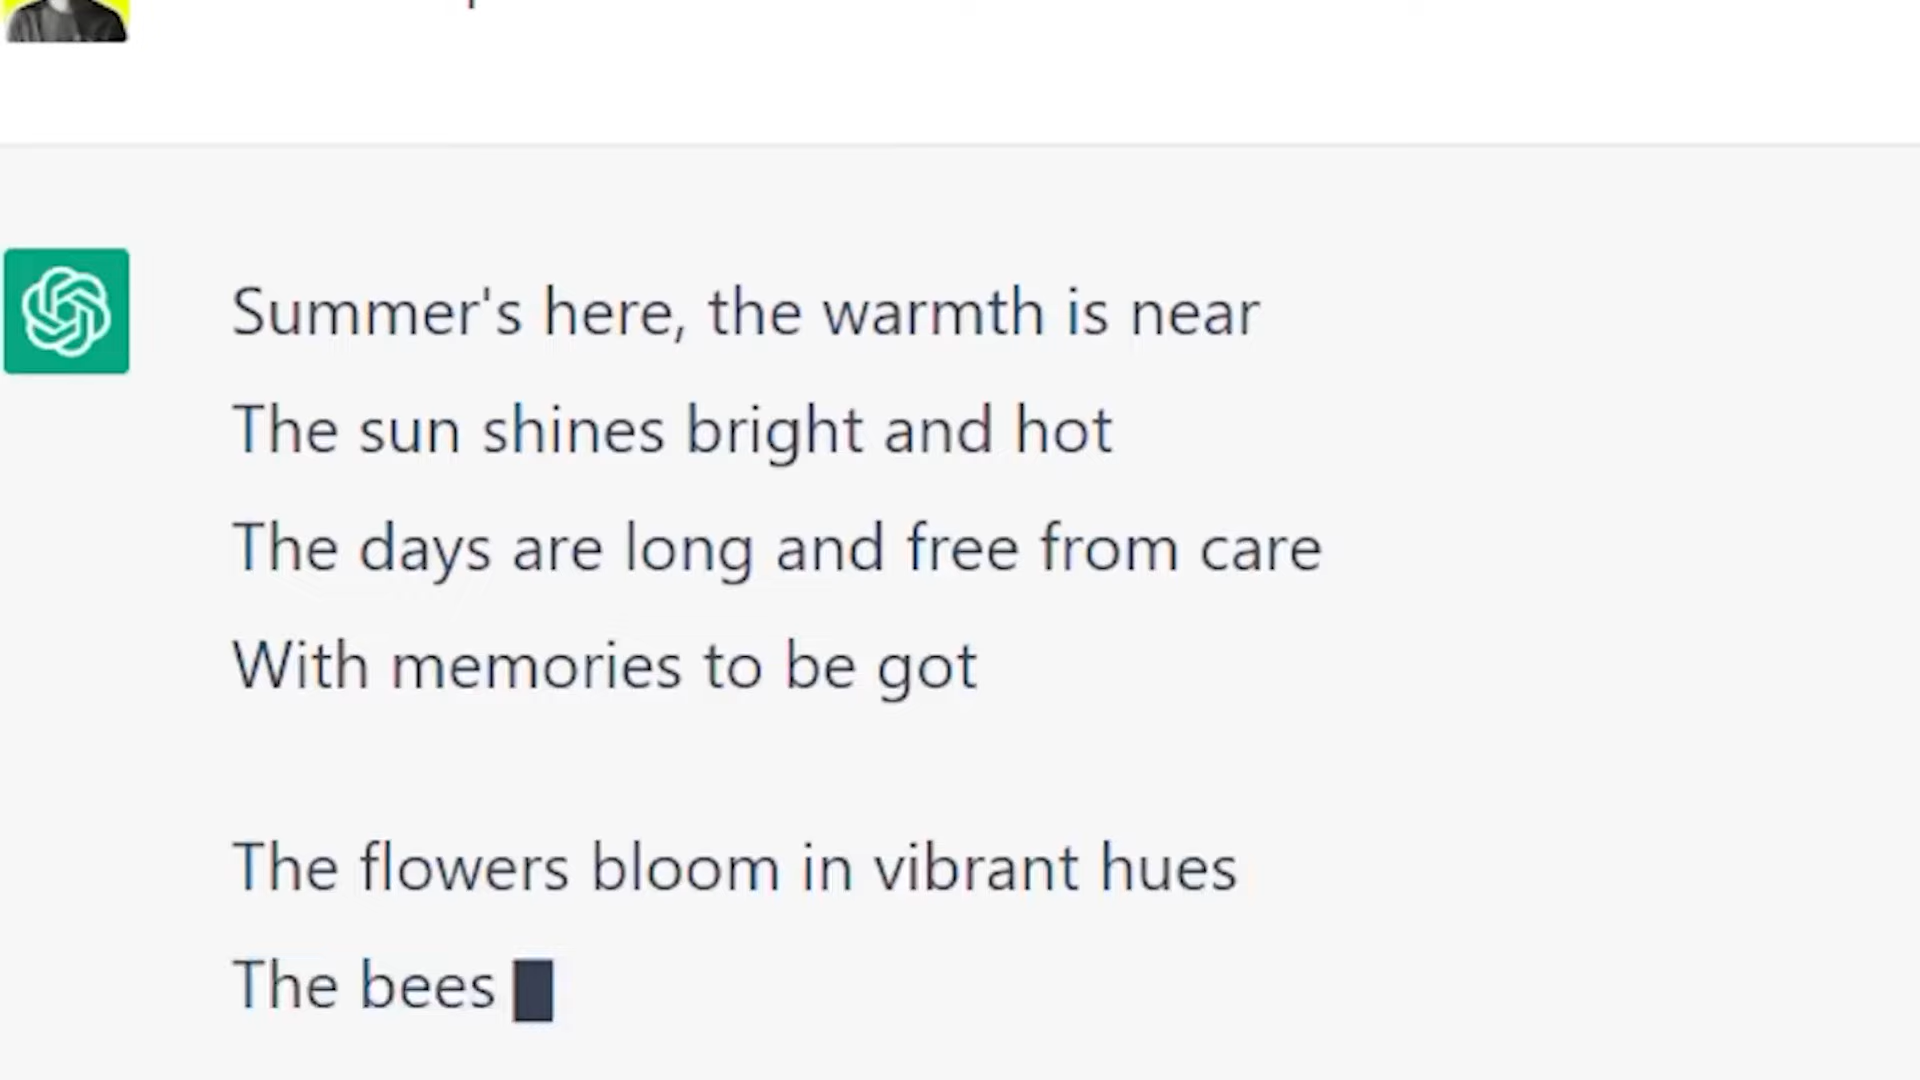 Summer's here, the warmth is near
The sun shines bright and hot
The days are long and free from care
With memories to be got
The flowers bloom in vibrant hues
The bees